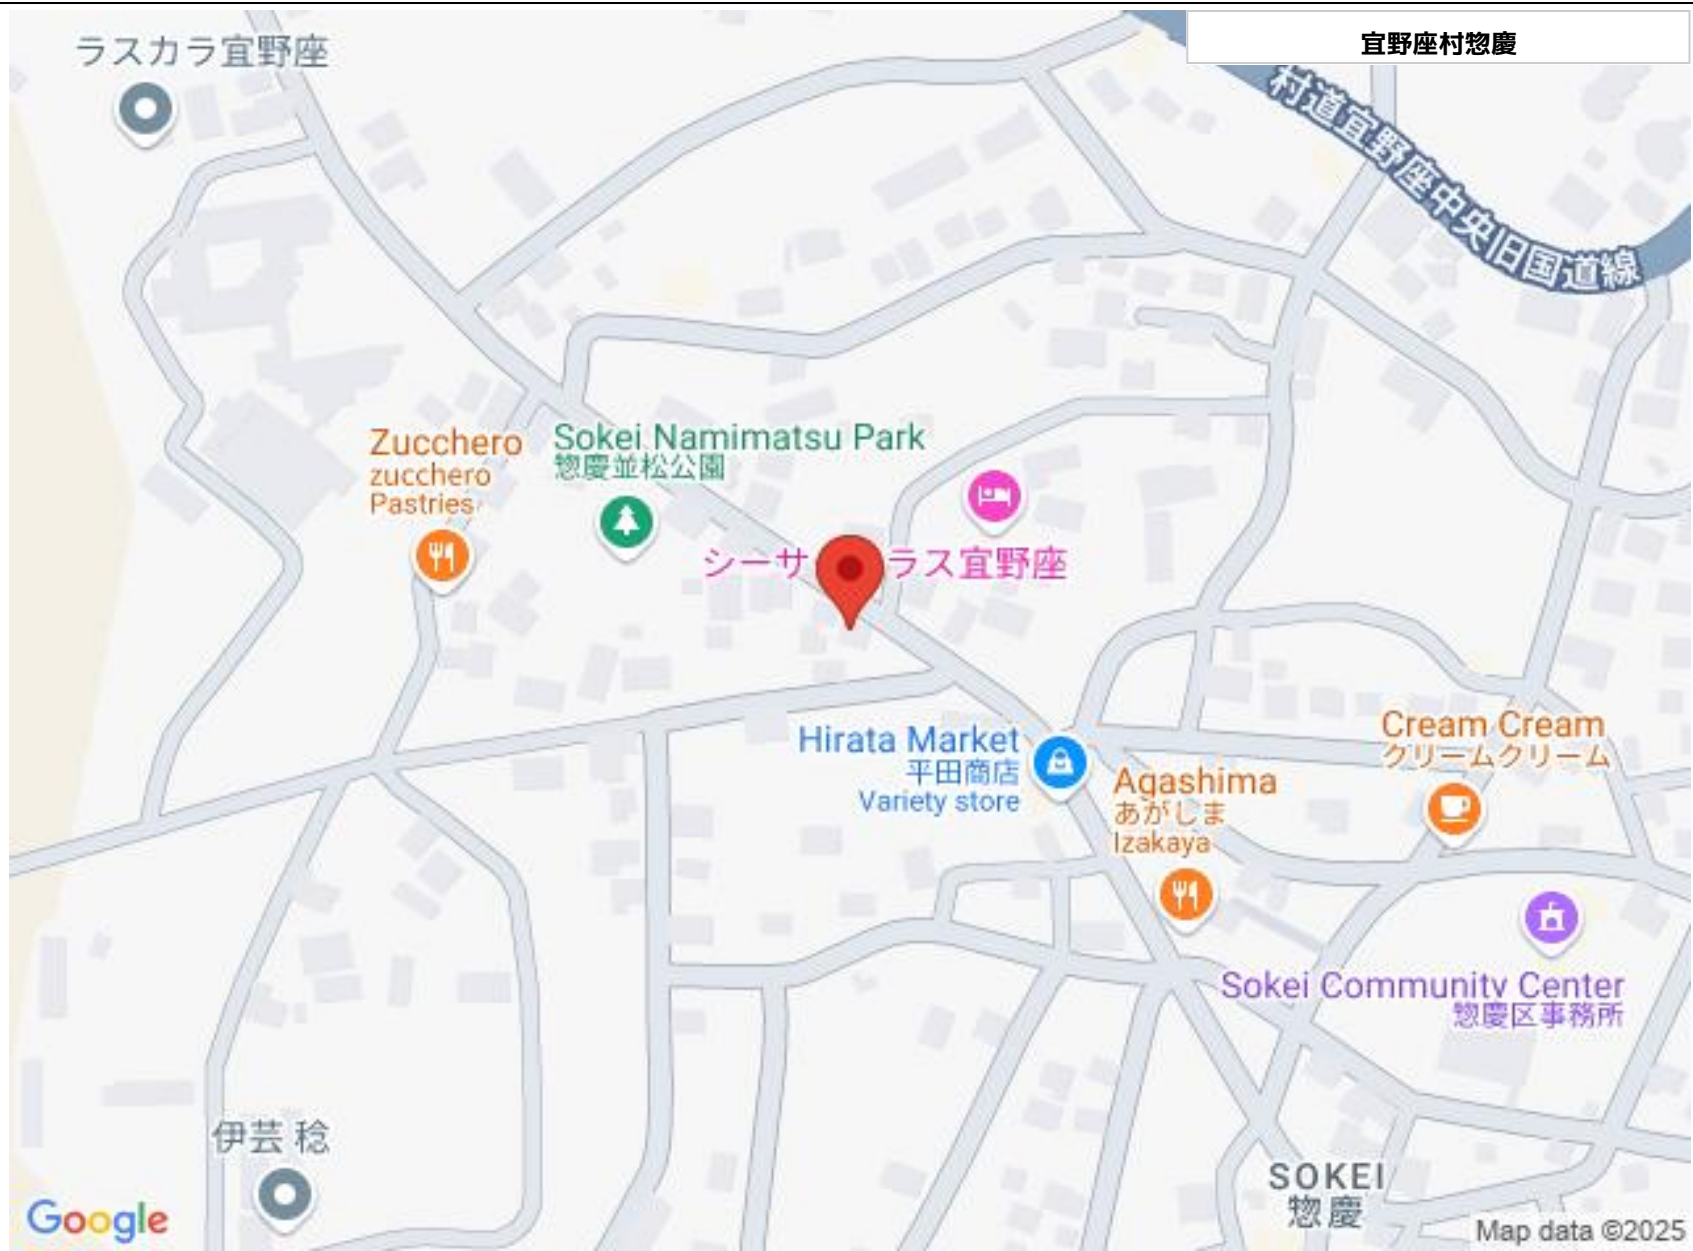 宜野座村惣慶
ラスカラ宜野座
村道宜野座中央旧国道線
Zucchero
zucchero
Pastries
Sokei Namimatsu Park
惣慶並松公園
シーサ
ラス宜野座
Hirata Market
平田商店
Variety store
Agashima
あがしま
Izakaya
Cream Cream
クリームクリーム
Sokei Community Center
惣慶区事務所
伊芸 稔
SOKEI
惣慶
Google
Map data ©2025